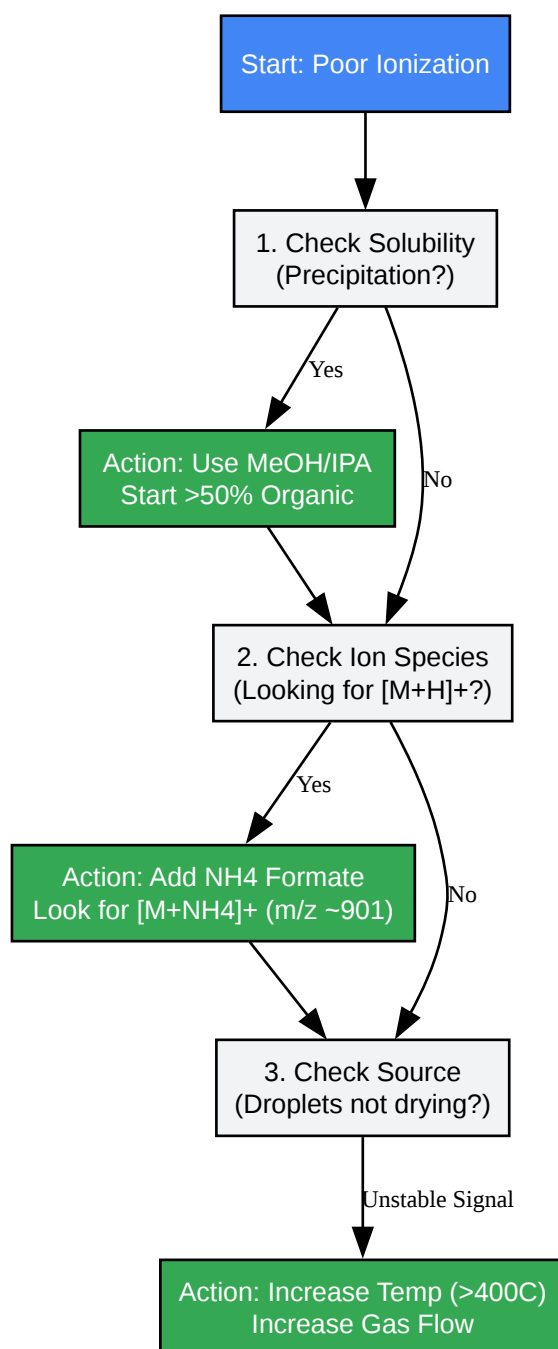 Start: Poor Ionization
1. Check Solubility
(Precipitation?)
Yes
Action: Use MeOH/IPA
Start >50% Organic
No
2. Check Ion Species
(Looking for [M+H]+?)
Yes
Action: Add NH4 Formate
Look for [M+NH4]+ (m/z ~901)
No
3. Check Source
(Droplets not drying?)
Unstable Signal
Action: Increase Temp (>400C)
Increase Gas Flow